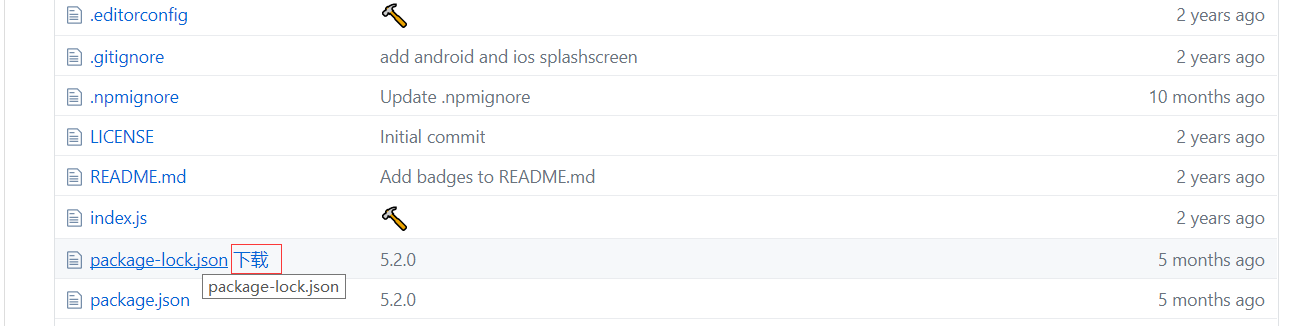 .editorconfig 2 years ago
.gitignore add android and ios splashscreen 2 years ago
.npmignore Update .npmignore 10 months ago
LICENSE Initial commit 2 years ago
README.md Add badges to README.md 2 years ago
index.js 2 years ago
package-lock.json 下载 5.2.0 5 months ago
package-lock.json
package.json 5.2.0 5 months ago